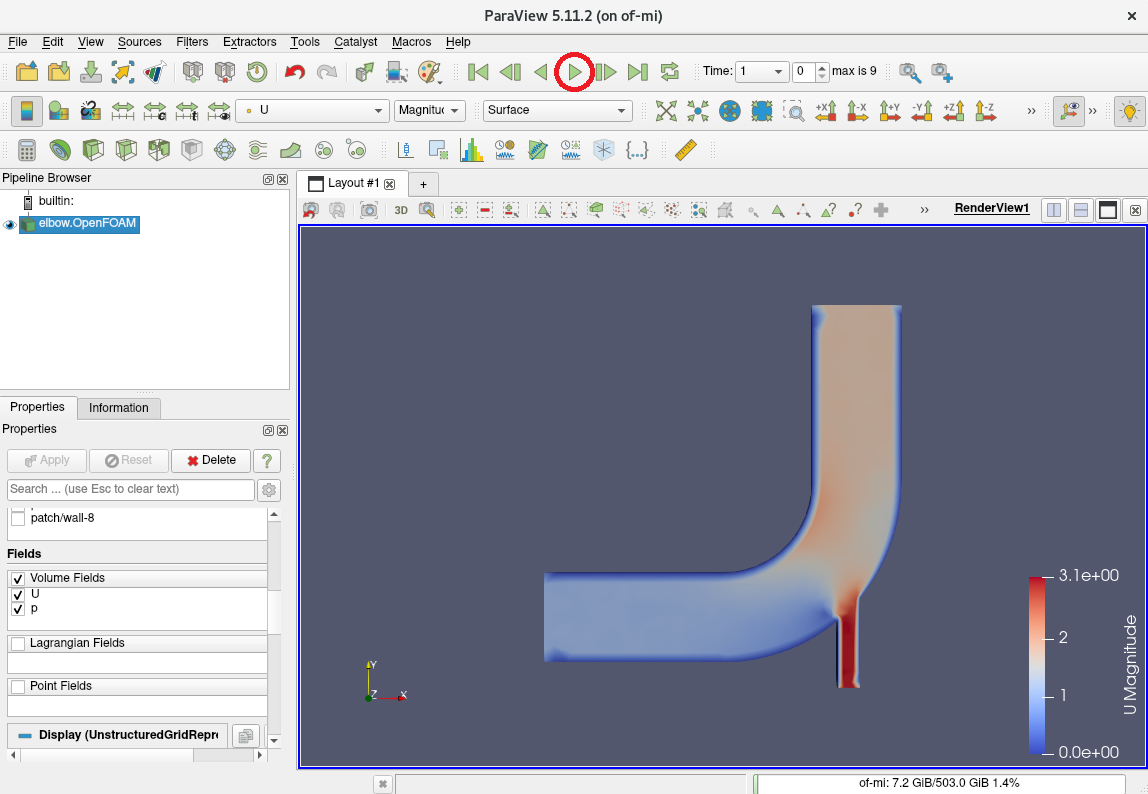 ParaView 5.11.2 (on of-mi)
File Edit View Sources Filters Extractors Tools Catalyst Macros Help
Time: 1 0 max is 9
U Magnitud Surface +X -X +Y -Y +Z -Z
Pipeline Browser
Layout #1 +
builtin:
3D RenderView1
elbow.OpenFOAM
Properties Information
Properties
Apply Reset Delete ?
Search ... (use Esc to clear text)
patch/wall-8
Fields
Volume Fields
U
p
Lagrangian Fields
Point Fields
Display (UnstructuredGridRepre
Y
Z X
3.1e+00
2
1
0.0e+00
U Magnitude
of-mi: 7.2 GiB/503.0 GiB 1.4%